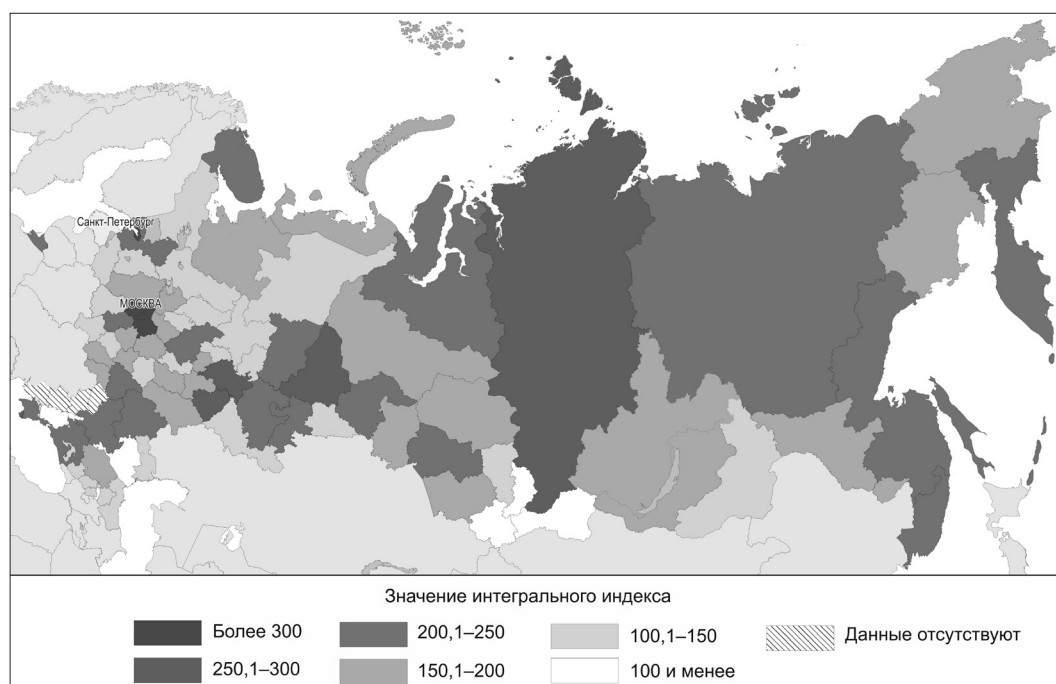 Санкт-Петербург
МОСКВА
Значение интегрального индекса
Более 300
200,1–250
100,1–150
Данные отсутствуют
250,1–300
150,1–200
100 и менее